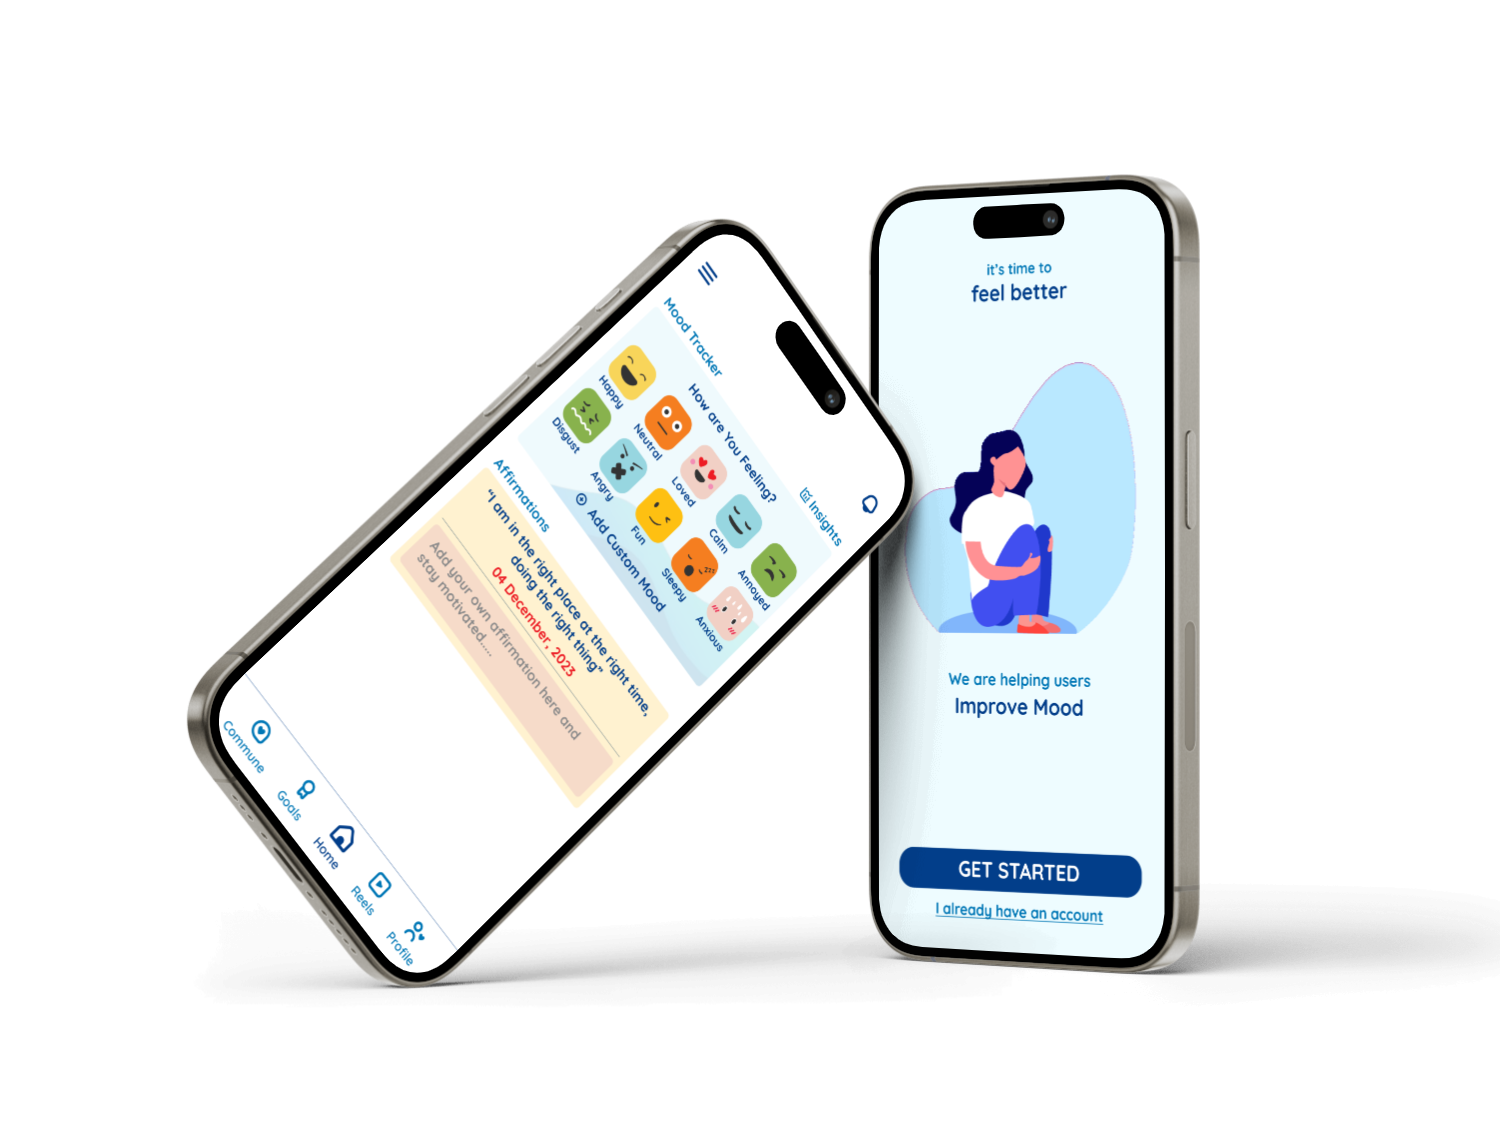 Mood Tracker
Insights
How are You Feeling?
Happy
Neutral
Loved
Calm
Annoyed
Disgust
Angry
Fun
Sleepy
zzz
Anxious
Add Custom Mood
Affirmations
"I am in the right place at the right time,
doing the right thing"
04 December, 2023
Add your own affirmation here and
stay motivated.....
Commune
Goals
Home
Reels
Profile
it's time to
feel better
We are helping users
Improve Mood
GET STARTED
I already have an account